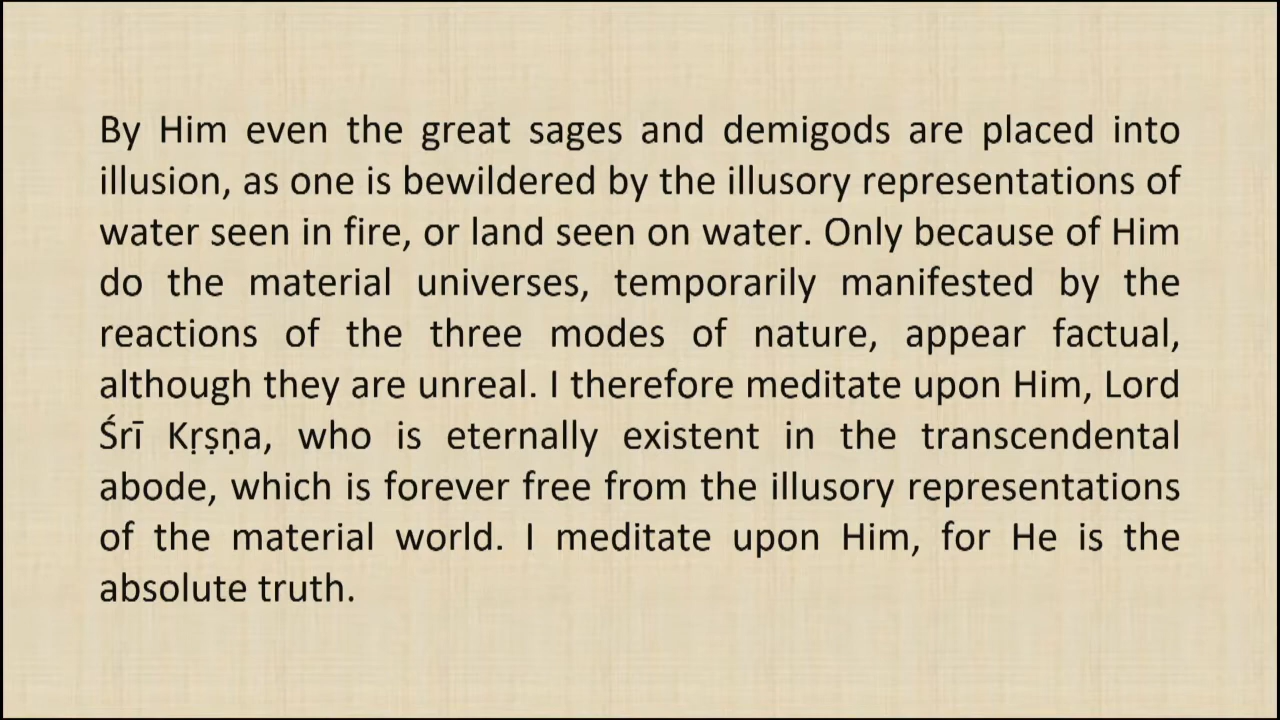 By Him even the great sages and demigods are placed into
illusion, as one is bewildered by the illusory representations of
water seen in fire, or land seen on water. Only because of Him
do the material universes, temporarily manifested by the
reactions of the three modes of nature, appear factual,
although they are unreal. I therefore meditate upon Him, Lord
Śrī Kṛṣṇa, who is eternally existent in the transcendental
abode, which is forever free from the illusory representations
of the material world. I meditate upon Him, for He is the
absolute truth.